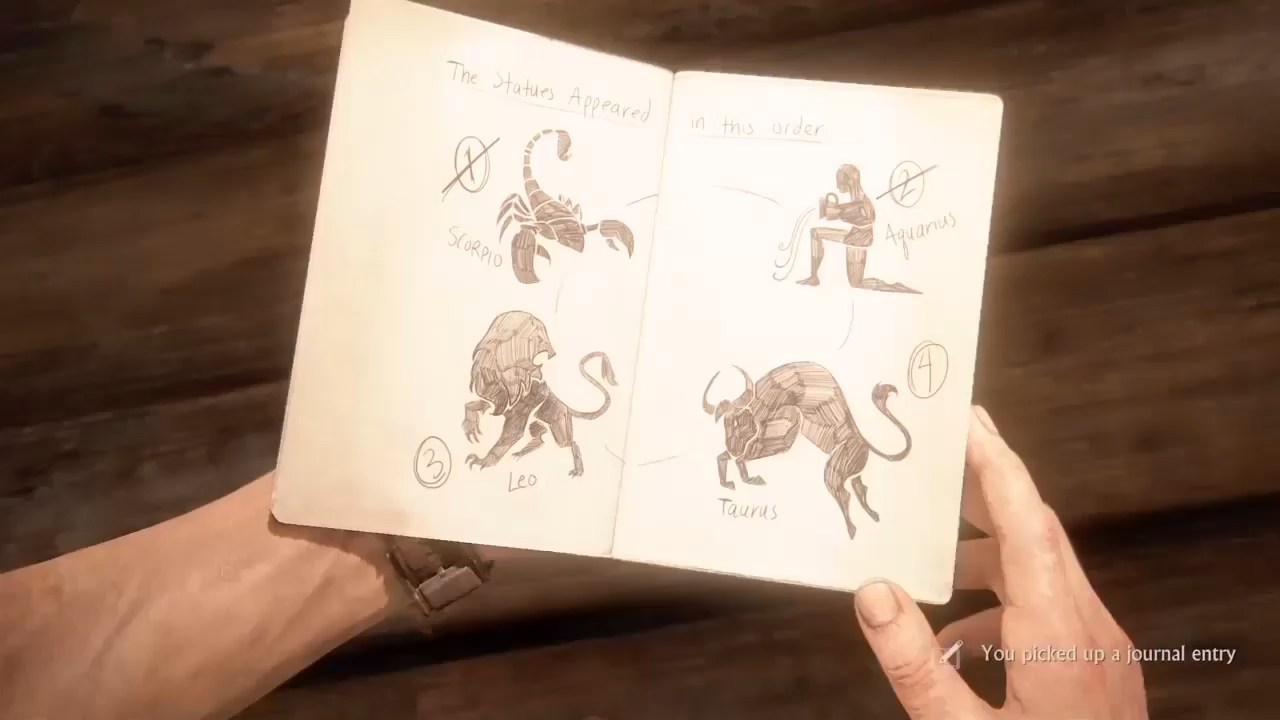 The Statues Appeared
in this order
1
SCORPIO
2
Aquarius
3
Leo
4
Taurus
You picked up a journal entry